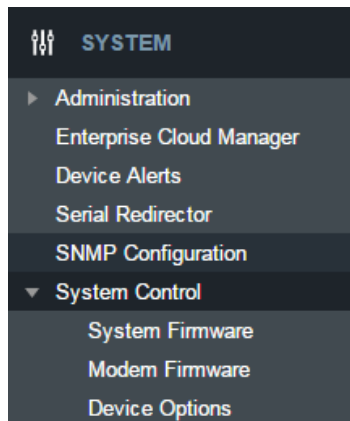 SYSTEM
Administration
Enterprise Cloud Manager
Device Alerts
Serial Redirector
SNMP Configuration
System Control
System Firmware
Modem Firmware
Device Options